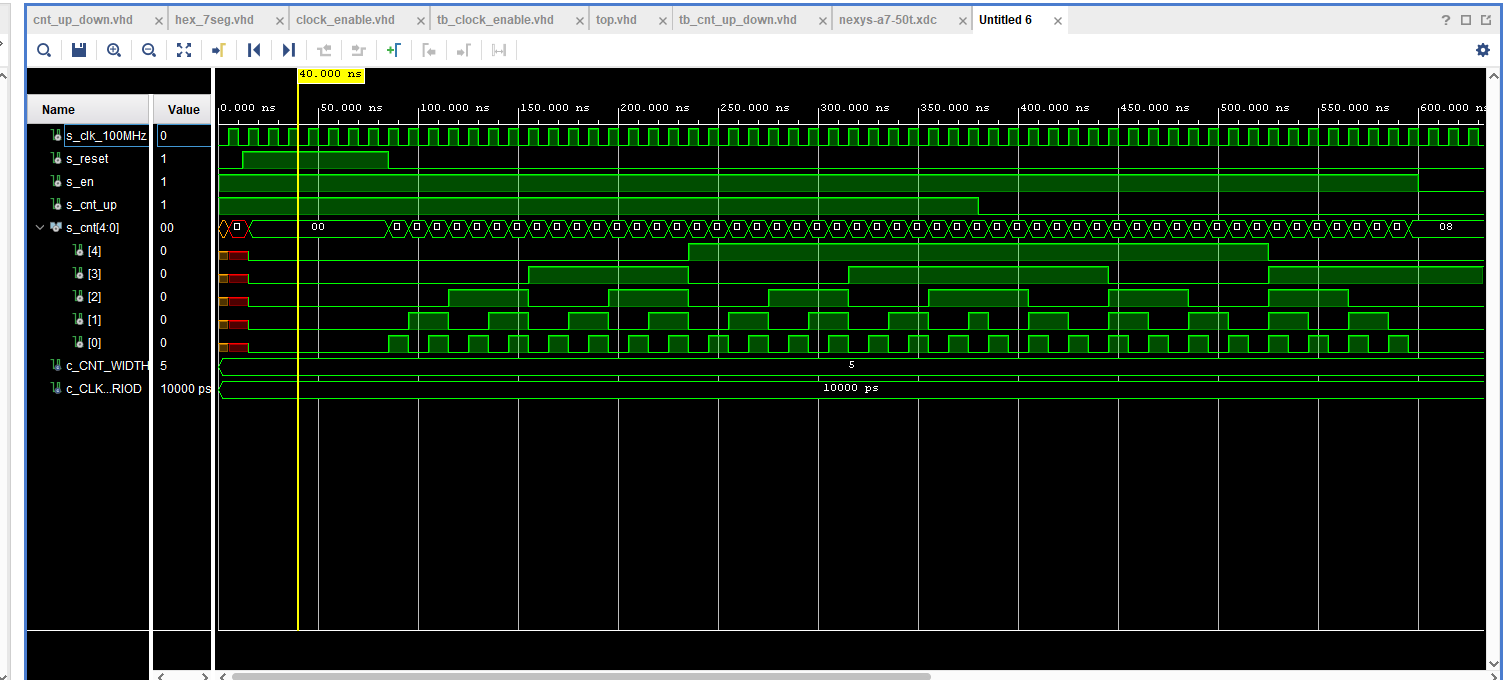 cnt_up_down.vhd × hex_7seg.vhd × clock_enable.vhd × tb_clock_enable.vhd × top.vhd × tb_cnt_up_down.vhd × nexys-a7-50t.xdc × Untitled 6 × ?
40.000 ns
Name Value
0.000 ns 50.000 ns 100.000 ns 150.000 ns 200.000 ns 250.000 ns 300.000 ns 350.000 ns 400.000 ns 450.000 ns 500.000 ns 550.000 ns 600.000 ns
s_clk_100MHz 0
s_reset 1
s_en 1
s_cnt_up 1
s_cnt[4:0] 00 00 08
[4] 0
[3] 0
[2] 0
[1] 0
[0] 0
c_CNT_WIDTH 5 5
c_CLK...RIOD 10000 ps 10000 ps